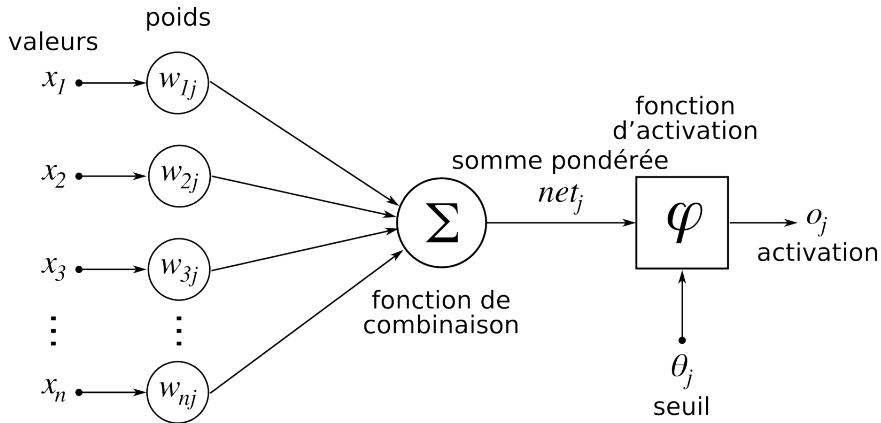 poids
valeurs
x1 w1j
x2 w2j
x3 w3j
xn wnj
Σ
fonction de
combinaison
somme pondérée
netj
fonction
d’activation
φ
oj
activation
θj
seuil